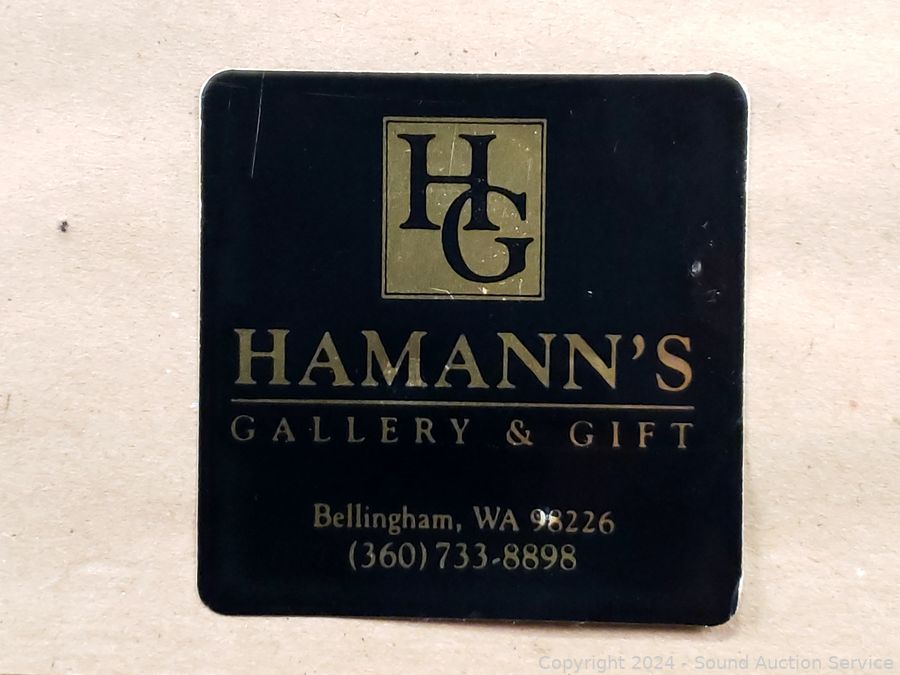 HG
HAMANN'S
GALLERY & GIFT
Bellingham, WA 98226
(360) 733-8898
Copyright 2024 - Sound Auction Service